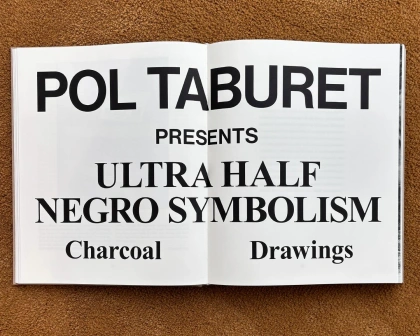 POL TABURET
PRESENTS
ULTRA HALF
NEGRO SYMBOLISM
Charcoal Drawings